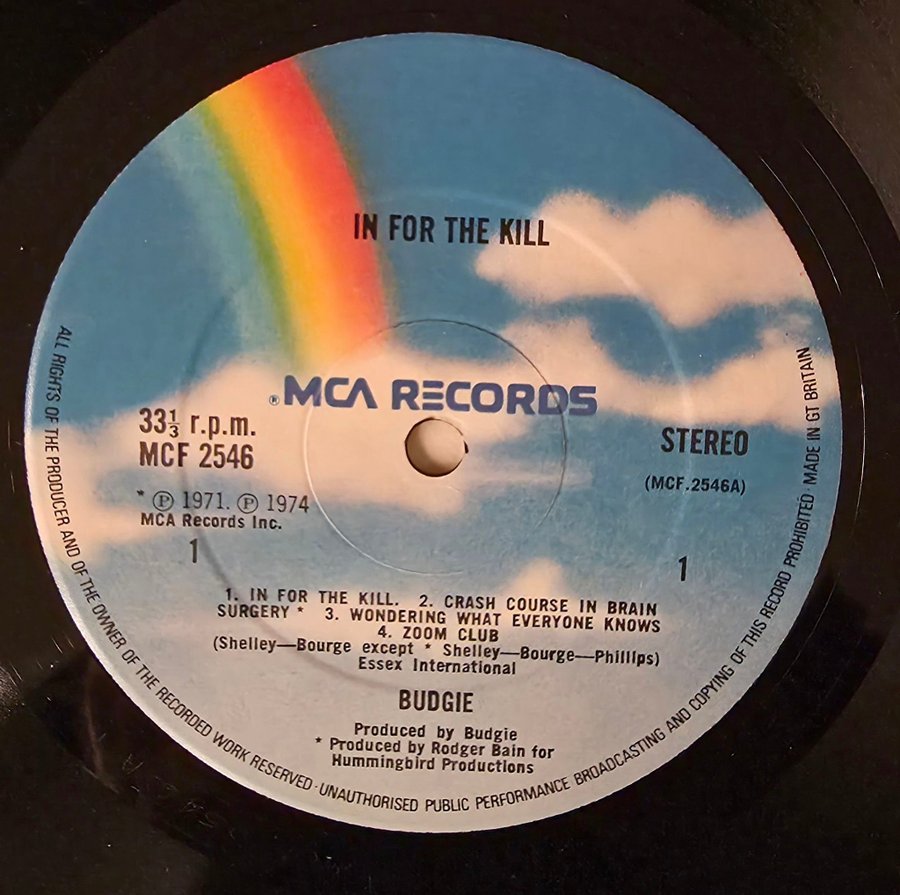 IN FOR THE KILL
® MCA RECORDS
33⅓ r.p.m.
MCF 2546
STEREO
(MCF.2546A)
* ℗ 1971. ℗ 1974
MCA Records Inc.
1
1
1. IN FOR THE KILL. 2. CRASH COURSE IN BRAIN
SURGERY * 3. WONDERING WHAT EVERYONE KNOWS
4. ZOOM CLUB
(Shelley—Bourge except * Shelley—Bourge—Phillips)
Essex International
BUDGIE
Produced by Budgie
* Produced by Rodger Bain for
Hummingbird Productions
ALL RIGHTS OF THE PRODUCER AND OF THE OWNER OF THE RECORDED WORK RESERVED · UNAUTHORISED PUBLIC PERFORMANCE BROADCASTING AND COPYING OF THIS RECORD PROHIBITED · MADE IN GT BRITAIN